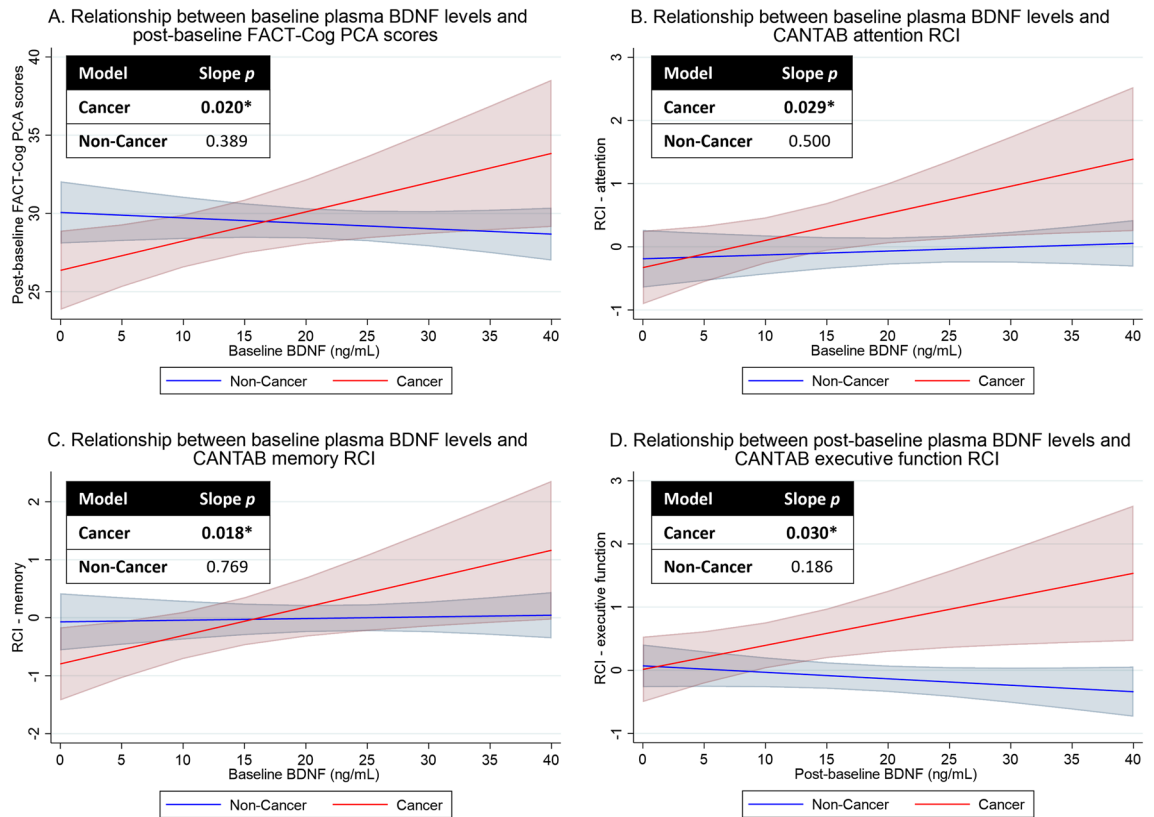 A. Relationship between baseline plasma BDNF levels and
post-baseline FACT-Cog PCA scores
Post-baseline FACT-Cog PCA scores
40
35
30
25
Model Slope p
Cancer 0.020*
Non-Cancer 0.389
0 5 10 15 20 25 30 35 40
Baseline BDNF (ng/mL)
Non-Cancer Cancer
B. Relationship between baseline plasma BDNF levels and
CANTAB attention RCI
RCI - attention
3
2
1
0
-1
Model Slope p
Cancer 0.029*
Non-Cancer 0.500
0 5 10 15 20 25 30 35 40
Baseline BDNF (ng/mL)
Non-Cancer Cancer
C. Relationship between baseline plasma BDNF levels and
CANTAB memory RCI
RCI - memory
2
1
0
-1
-2
Model Slope p
Cancer 0.018*
Non-Cancer 0.769
0 5 10 15 20 25 30 35 40
Baseline BDNF (ng/mL)
Non-Cancer Cancer
D. Relationship between post-baseline plasma BDNF levels and
CANTAB executive function RCI
RCI - executive function
3
2
1
0
-1
Model Slope p
Cancer 0.030*
Non-Cancer 0.186
0 5 10 15 20 25 30 35 40
Post-baseline BDNF (ng/mL)
Non-Cancer Cancer